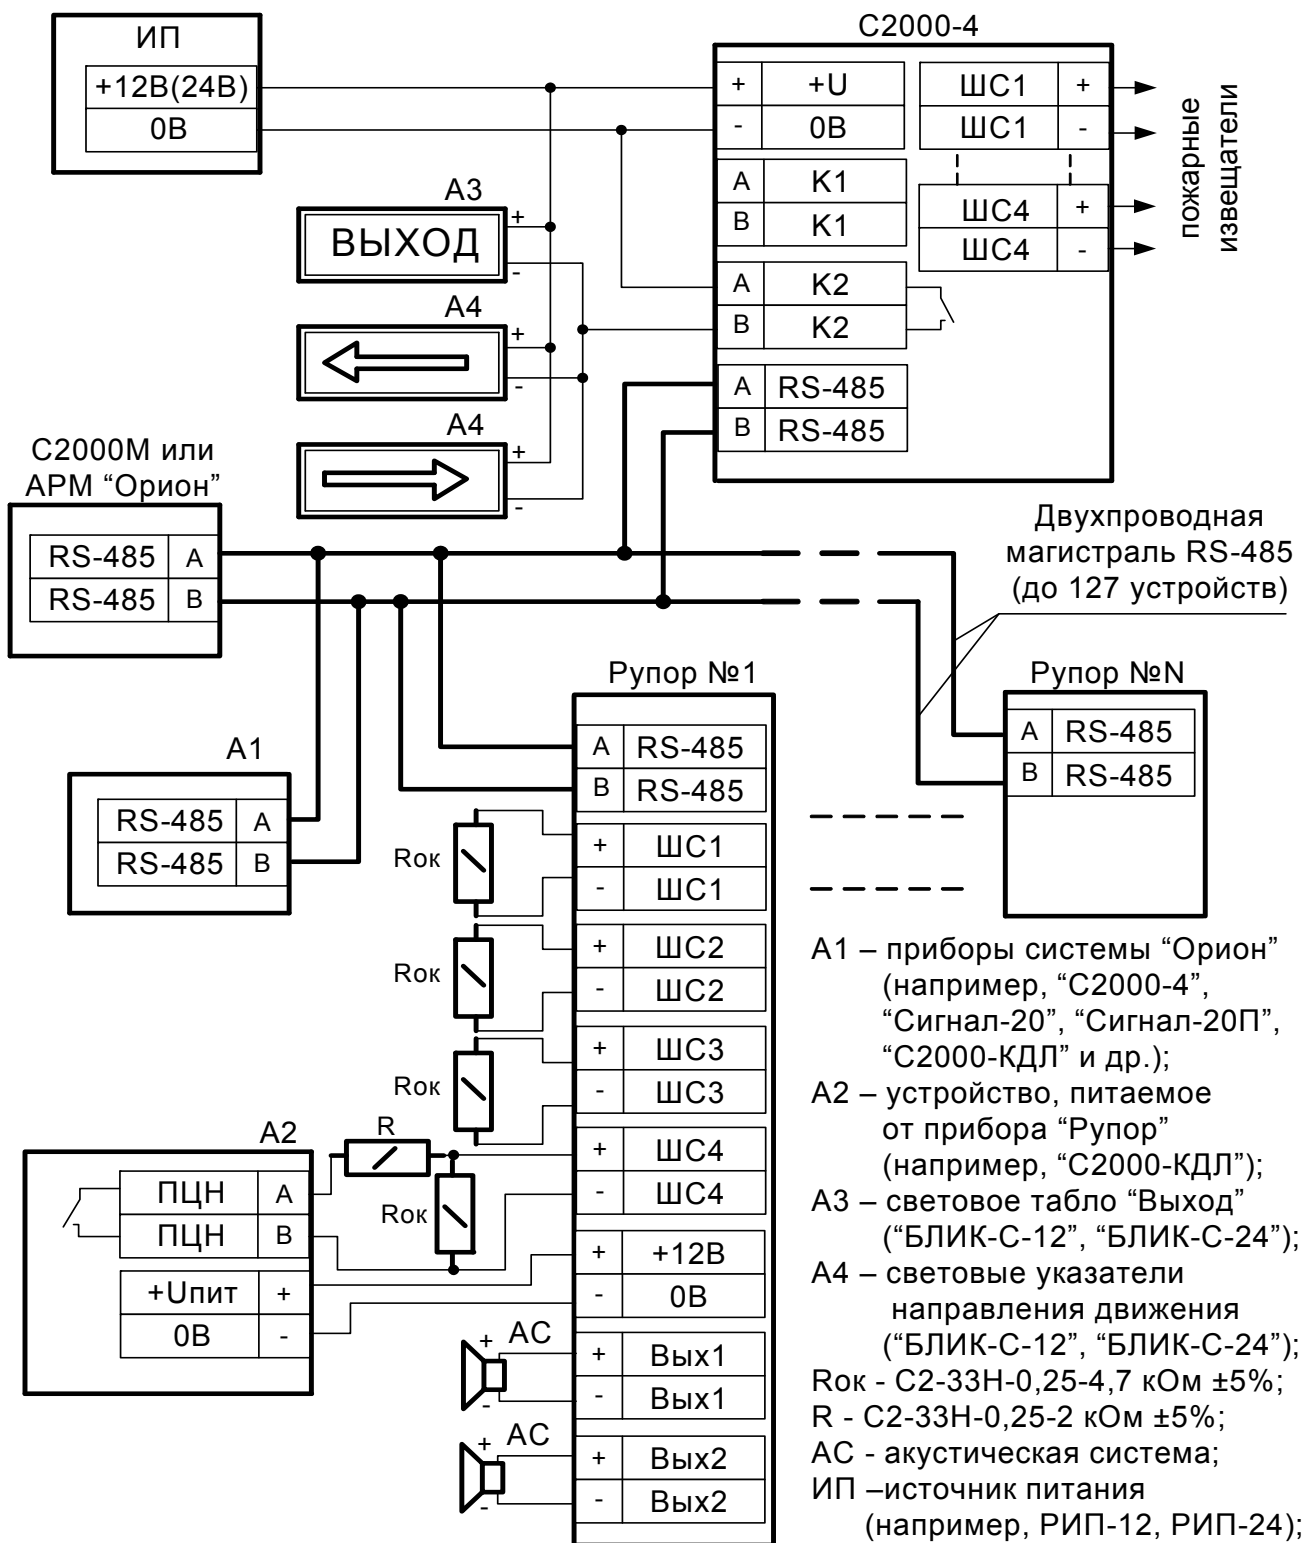 ИП
+12В(24В)
0В
С2000-4
+ +U
- 0В
A К1
B К1
A К2
B К2
A RS-485
B RS-485
ШС1 +
ШС1 -
ШС4 +
ШС4 -
пожарные
извещатели
А3
ВЫХОД
+
-
А4
+
-
А4
+
-
С2000М или
АРМ “Орион”
RS-485 A
RS-485 B
Двухпроводная
магистраль RS-485
(до 127 устройств)
А1
RS-485 A
RS-485 B
Рупор №1
A RS-485
B RS-485
+ ШС1
- ШС1
+ ШС2
- ШС2
+ ШС3
- ШС3
+ ШС4
- ШС4
+ +12В
- 0В
+ Вых1
- Вых1
+ Вых2
- Вых2
Rок
Rок
Rок
R
Rок
А2
ПЦН A
ПЦН B
+Uпит +
0В -
+ АС
-
+ АС
-
Рупор №N
A RS-485
B RS-485
А1 – приборы системы “Орион”
(например, “С2000-4”,
“Сигнал-20”, “Сигнал-20П”,
“С2000-КДЛ” и др.);
А2 – устройство, питаемое
от прибора “Рупор”
(например, “С2000-КДЛ”);
А3 – световое табло “Выход”
(“БЛИК-С-12”, “БЛИК-С-24”);
А4 – световые указатели
направления движения
(“БЛИК-С-12”, “БЛИК-С-24”);
Rок - С2-33Н-0,25-4,7 кОм ±5%;
R - С2-33Н-0,25-2 кОм ±5%;
АС - акустическая система;
ИП –источник питания
(например, РИП-12, РИП-24);